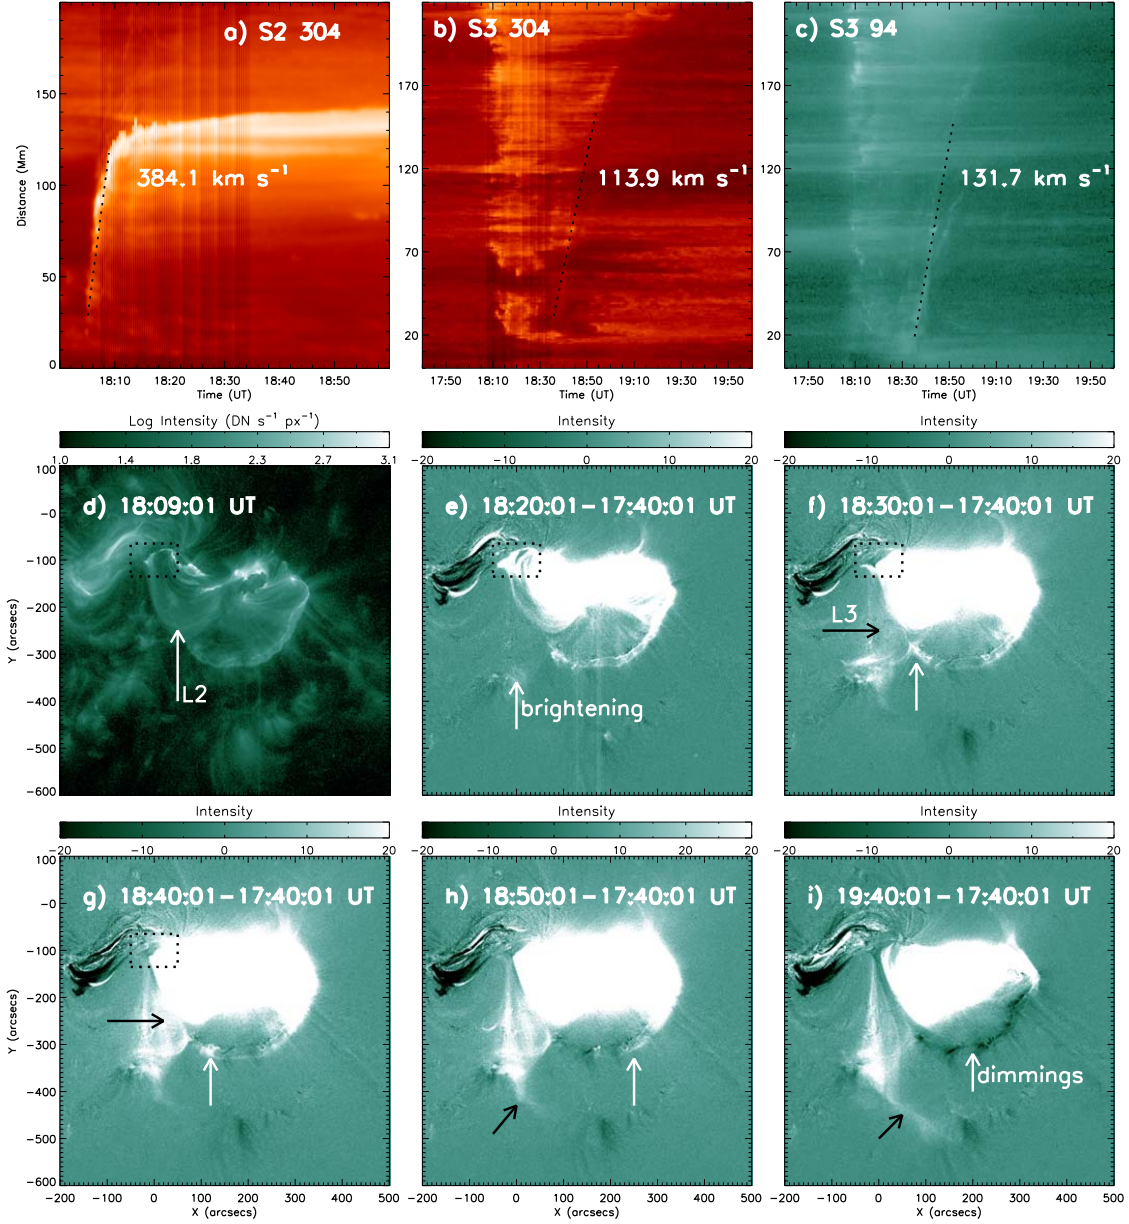 a) S2 304
b) S3 304
c) S3 94
150
100
50
0
170
120
70
20
170
120
70
20
Distance (Mm)
384.1 km s⁻¹
113.9 km s⁻¹
131.7 km s⁻¹
18:10 18:20 18:30 18:40 18:50
17:50 18:10 18:30 18:50 19:10 19:30
17:50 18:10 18:30 18:50 19:10 19:30
Time (UT)
Time (UT)
Time (UT)
Log Intensity (DN s⁻¹ px⁻¹)
Intensity
Intensity
1.0 1.4 1.8 2.3 2.7 3.1
−20 −10 0 10 20
−20 −10 0 10 20
d) 18:09:01 UT
e) 18:20:01−17:40:01 UT
f) 18:30:01−17:40:01 UT
100
−0
−100
−200
−300
−400
−500
−600
Y (arcsecs)
L2
brightening
L3
Intensity
Intensity
Intensity
−20 −10 0 10 20
−20 −10 0 10 20
−20 −10 0 10 20
g) 18:40:01−17:40:01 UT
h) 18:50:01−17:40:01 UT
i) 19:40:01−17:40:01 UT
100
−0
−100
−200
−300
−400
−500
−600
Y (arcsecs)
dimmings
−200 −100 0 100 200 300 400 500
−200 −100 0 100 200 300 400 500
−200 −100 0 100 200 300 400 500
X (arcsecs)
X (arcsecs)
X (arcsecs)